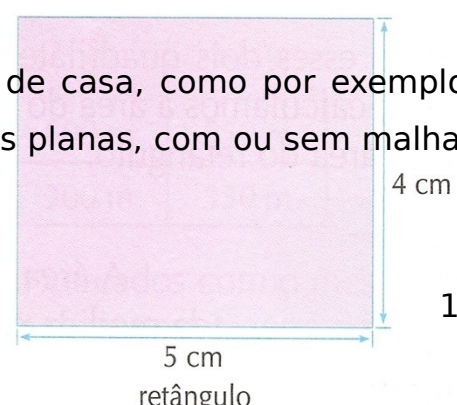 de casa, como por exemplo
s planas, com ou sem malha
4 cm
1
5 cm
retângulo